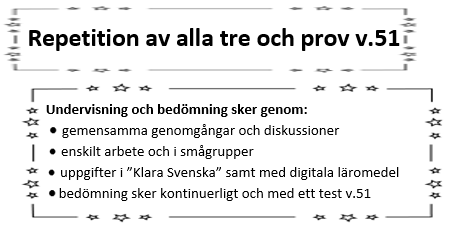 Repetition av alla tre och prov v.51
Undervisning och bedömning sker genom:
• gemensamma genomgångar och diskussioner
• enskilt arbete och i smågrupper
• uppgifter i ”Klara Svenska” samt med digitala läromedel
• bedömning sker kontinuerligt och med ett test v.51